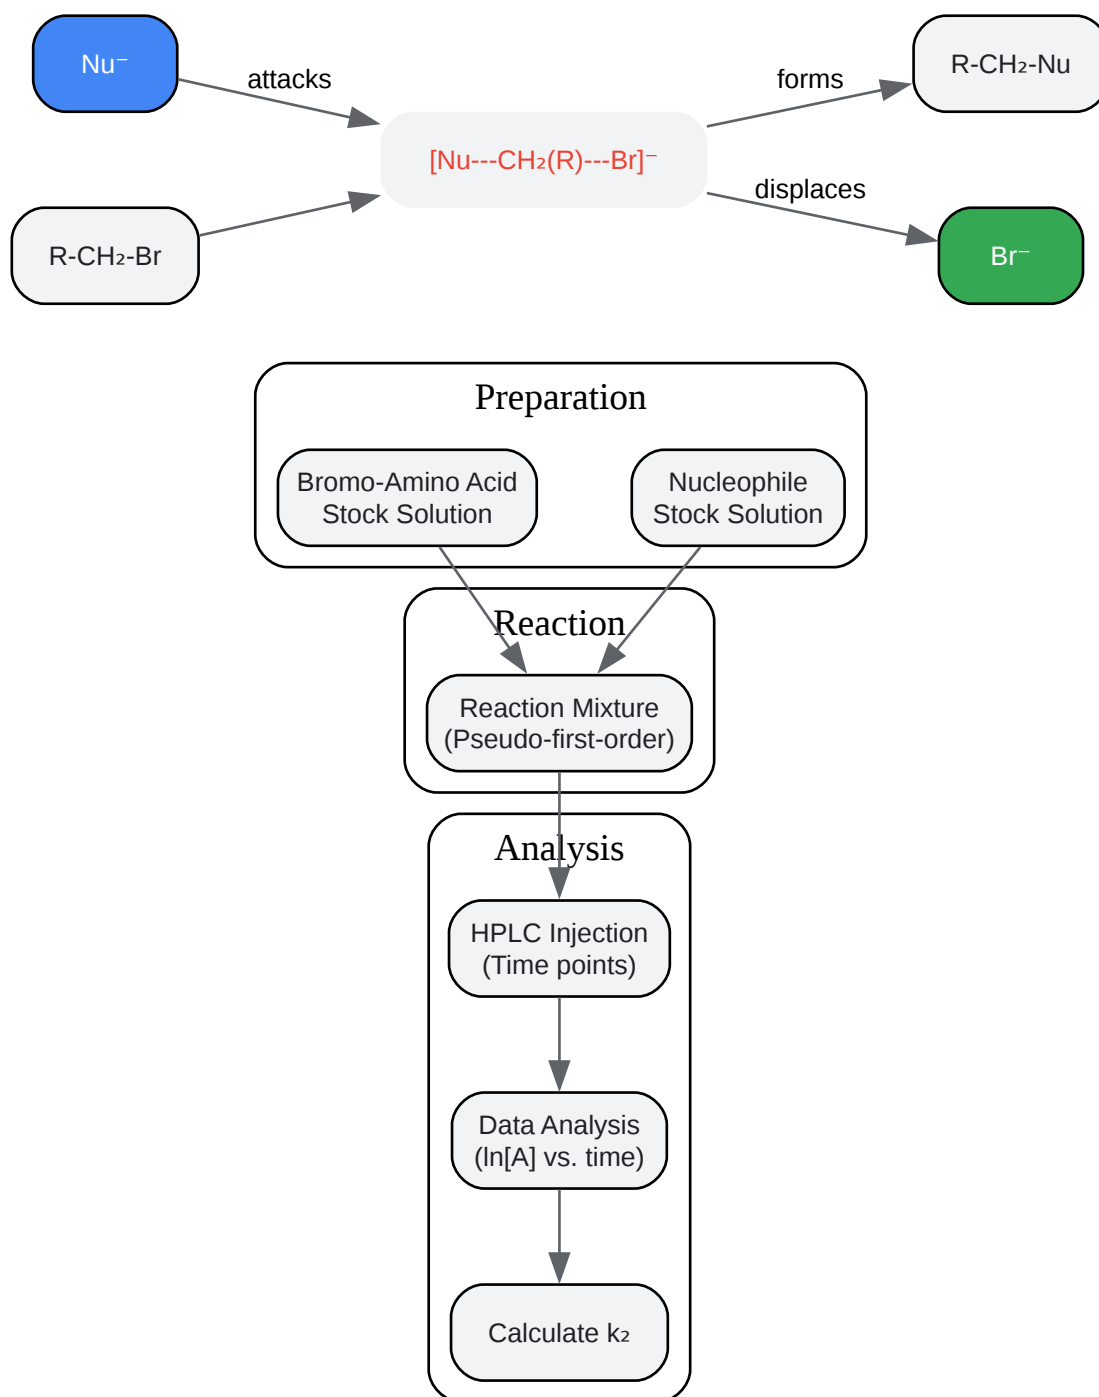 Nu⁻
attacks
forms
R-CH₂-Nu
[Nu---CH₂(R)---Br]⁻
displaces
R-CH₂-Br
Br⁻
Preparation
Bromo-Amino Acid
Stock Solution
Nucleophile
Stock Solution
Reaction
Reaction Mixture
(Pseudo-first-order)
Analysis
HPLC Injection
(Time points)
Data Analysis
(ln[A] vs. time)
Calculate k₂